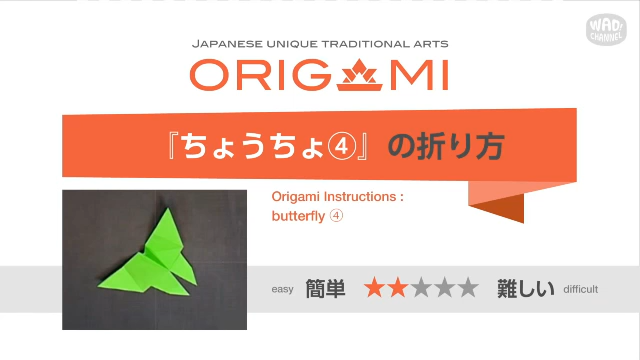 WADY
CHANNEL
JAPANESE UNIQUE TRADITIONAL ARTS
ORIGAMI
『ちょうちょ④』の折り方
Origami Instructions :
butterfly ④
easy 簡単 ★★★★★ 難しい difficult